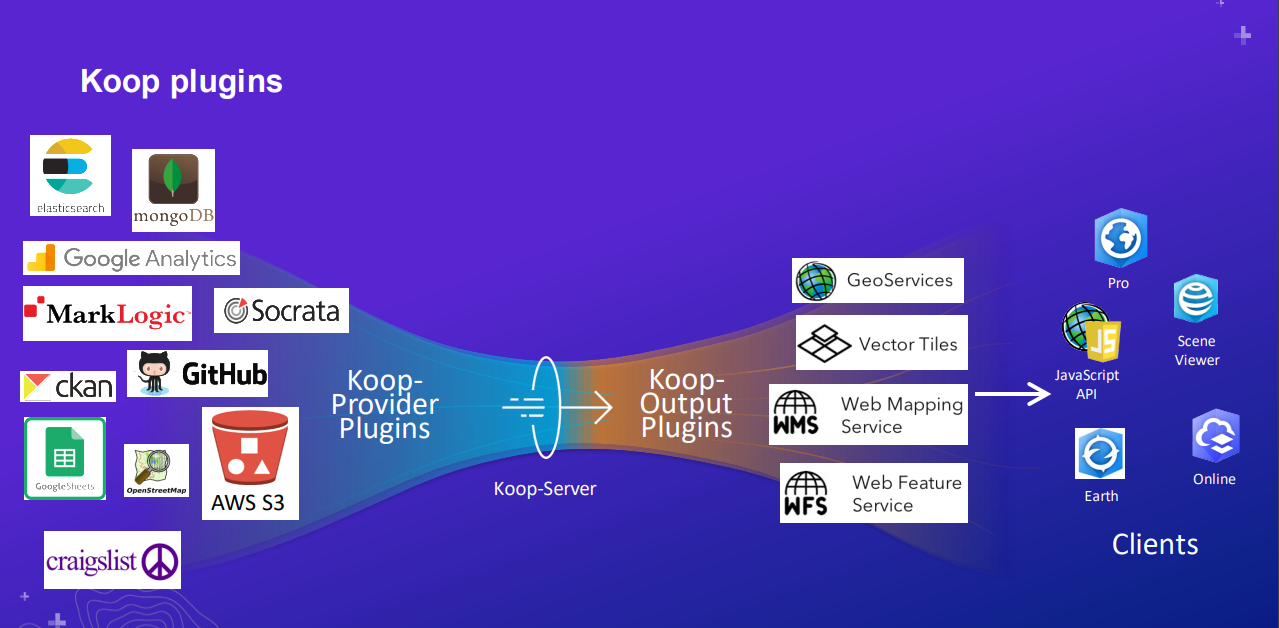 Koop plugins
elasticsearch
mongoDB
Google Analytics
MarkLogic
Socrata
ckan
GitHub
GoogleSheets
OpenStreetMap
AWS S3
craigslist
Koop-
Provider
Plugins
Koop-Server
Koop-
Output
Plugins
GeoServices
Vector Tiles
WMS
Web Mapping
Service
WFS
Web Feature
Service
Pro
Scene
Viewer
JS
JavaScript
API
Earth
Online
Clients